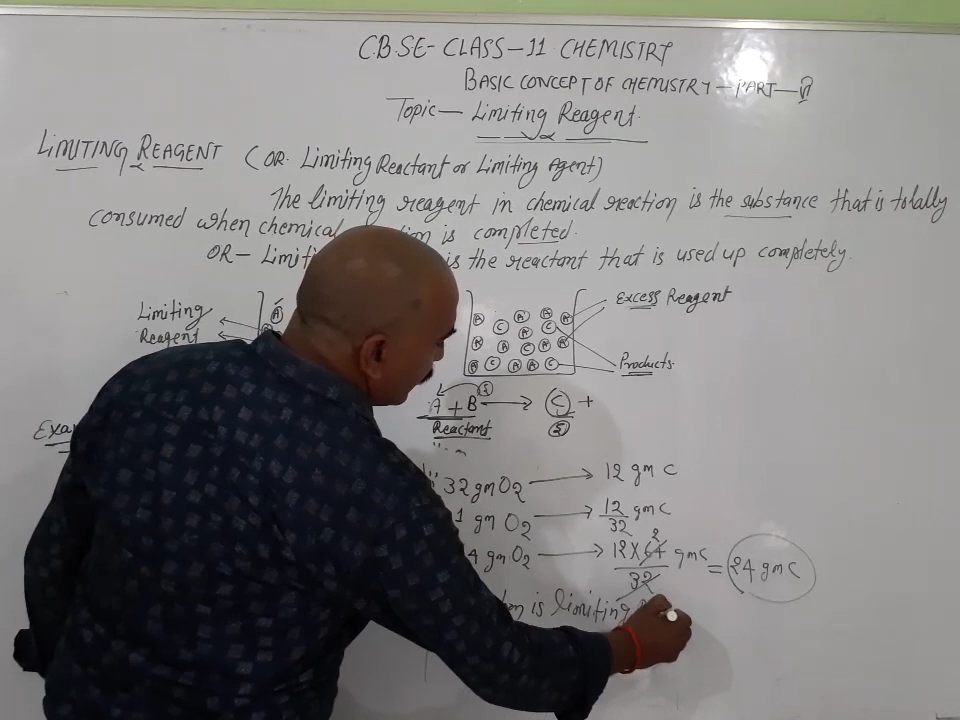 C.B.SE- CLASS-11 CHEMISTRY
BASIC CONCEPT OF CHEMISTRY - PART-
Topic- Limiting Reagent.
LIMITING REAGENT (OR. Limiting Reactant or Limiting Agent)
The limiting reagent in chemical reaction is the substance that is totally
consumed when chemical is completed.
OR- is the reactant that is used up completely.
Limiting
Reagent
A
A A A A
C A C
A A C A A
A C A A C
Excess Reagent
Products
A + B → C +
Reactant
32 gm O2 → 12 gm C
1 gm O2 → 12/32 gm C
4 gm O2 → 12 X 64/32 gm C = 24 gm C
2
is limiting